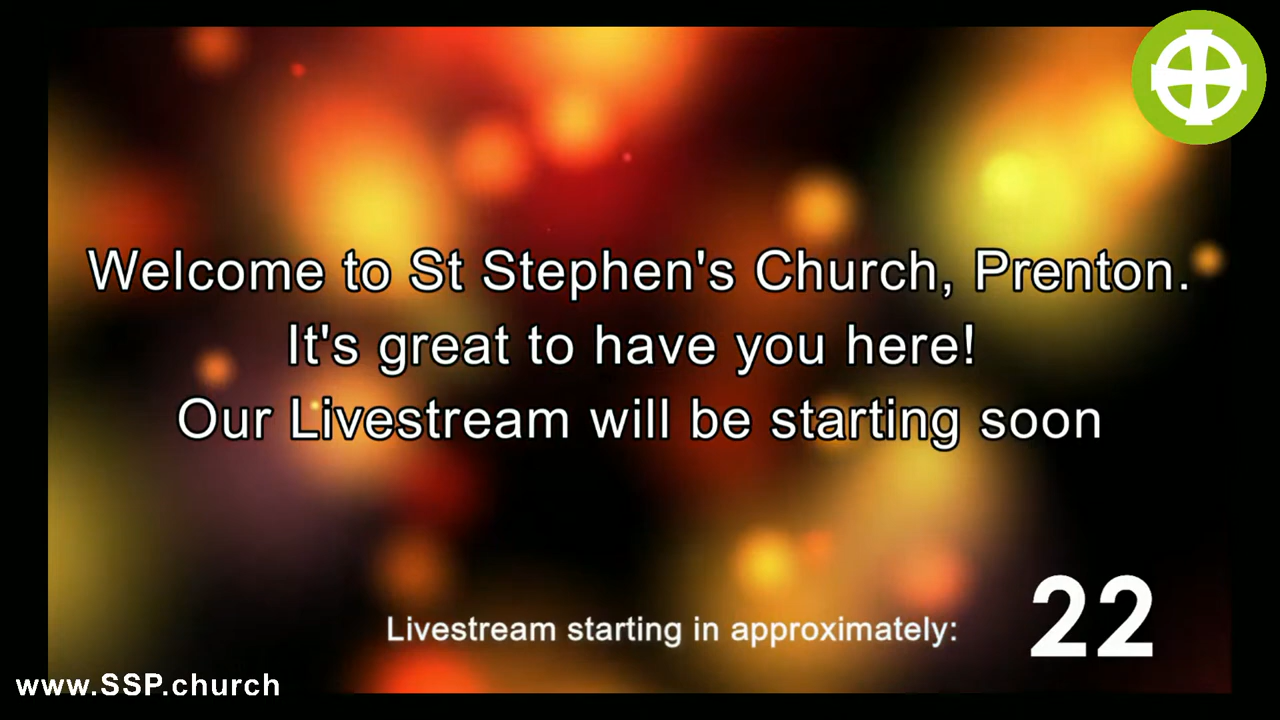 Welcome to St Stephen's Church, Prenton.
It's great to have you here!
Our Livestream will be starting soon
Livestream starting in approximately: 22
www.SSP.church